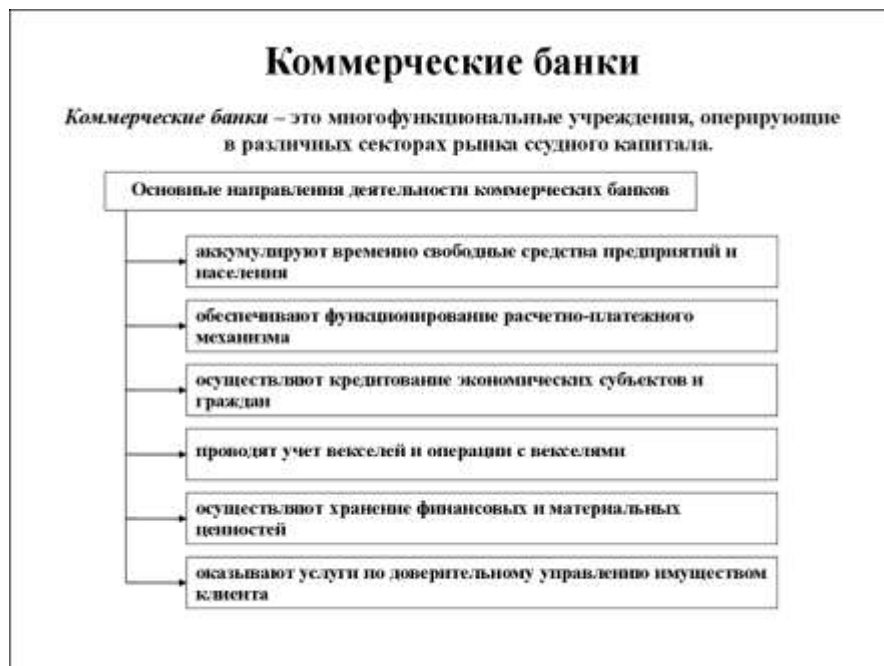 Коммерческие банки
Коммерческие банки – это многофункциональные учреждения, оперирующие
в различных секторах рынка ссудного капитала.
Основные направления деятельности коммерческих банков
аккумулируют временно свободные средства предприятий и
населения
обеспечивают функционирование расчетно-платежного
механизма
осуществляют кредитование экономических субъектов и
граждан
проводят учет векселей и операции с векселями
осуществляют хранение финансовых и материальных
ценностей
оказывают услуги по доверительному управлению имуществом
клиента